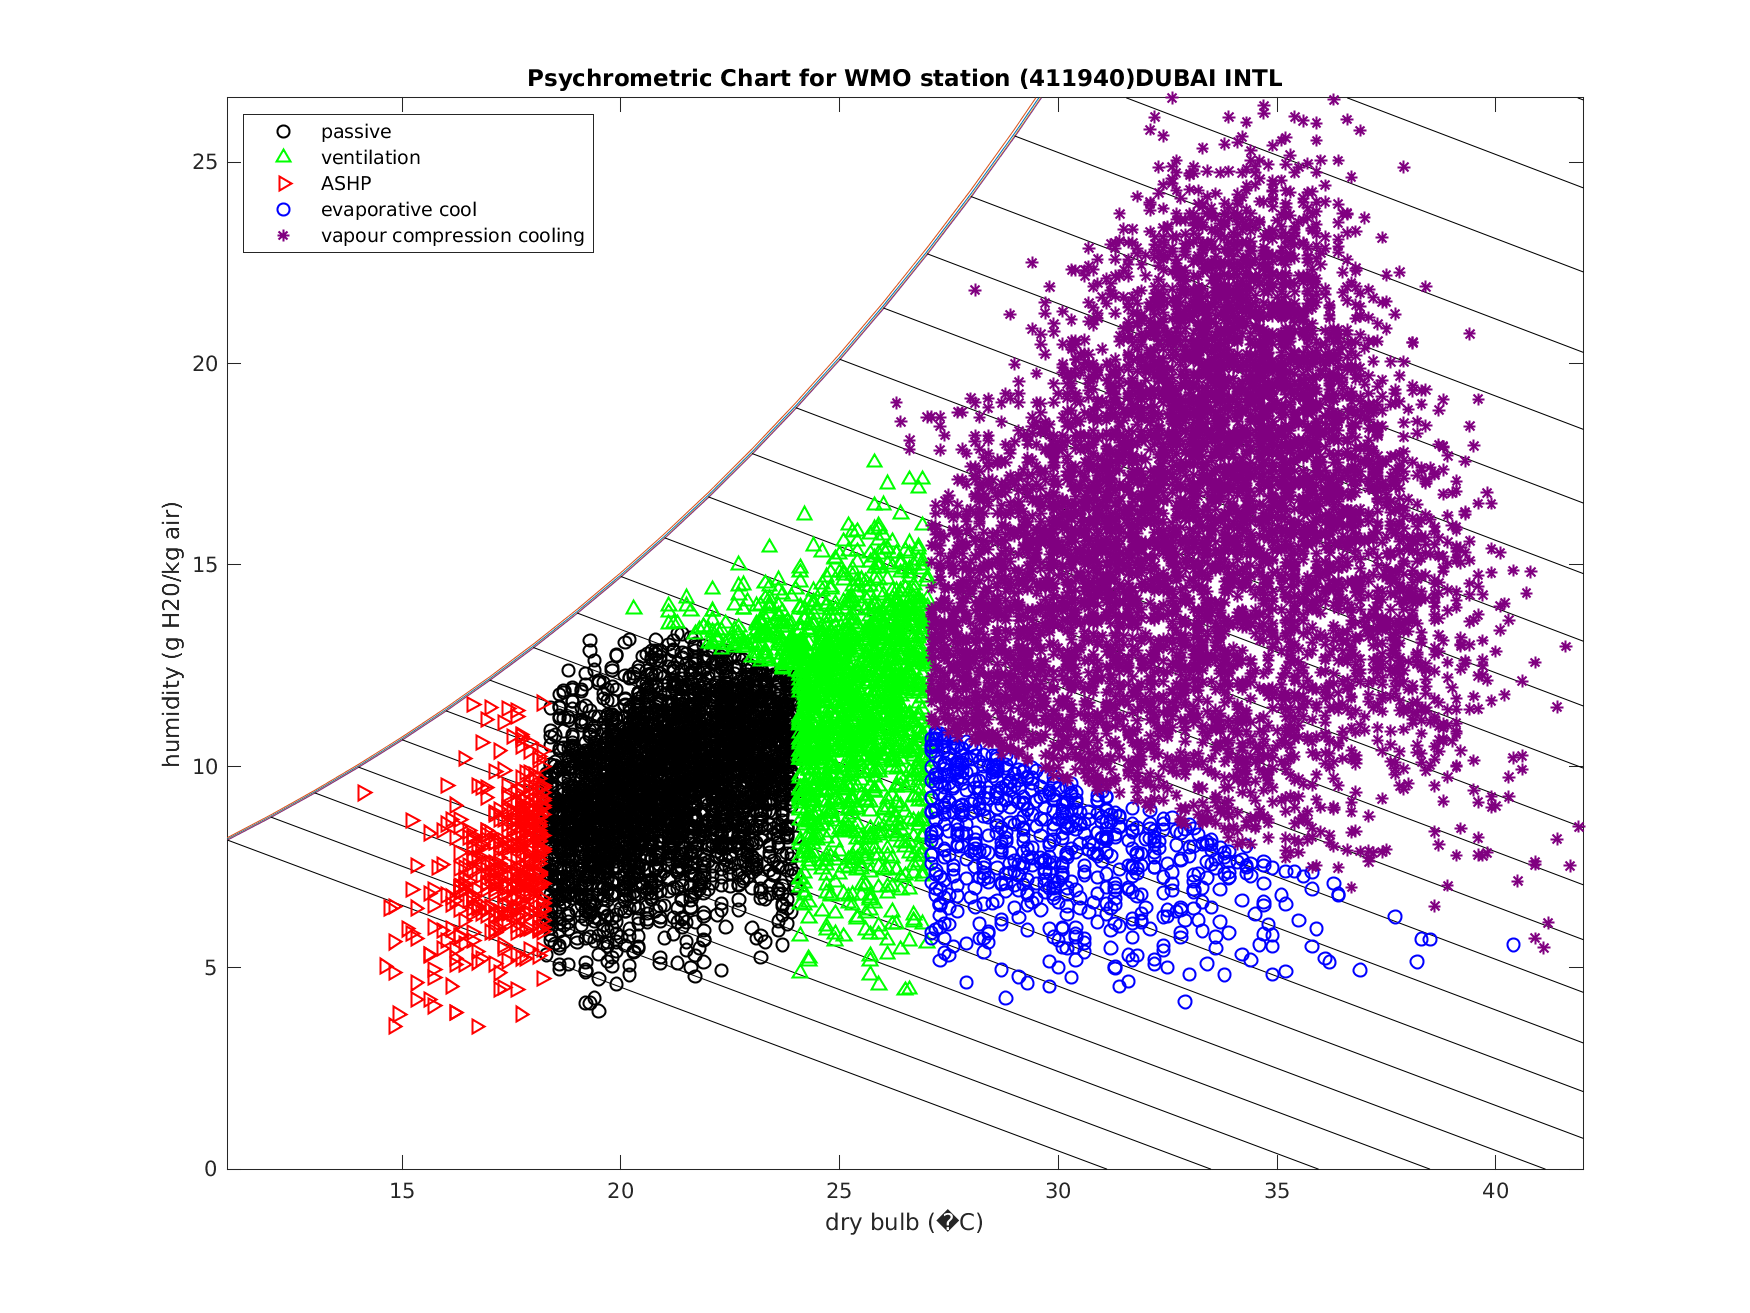 Psychrometric Chart for WMO station (411940)DUBAI INTL
passive
ventilation
ASHP
evaporative cool
vapour compression cooling
humidity (g H20/kg air)
25
20
15
10
5
0
15 20 25 30 35 40
dry bulb (�C)